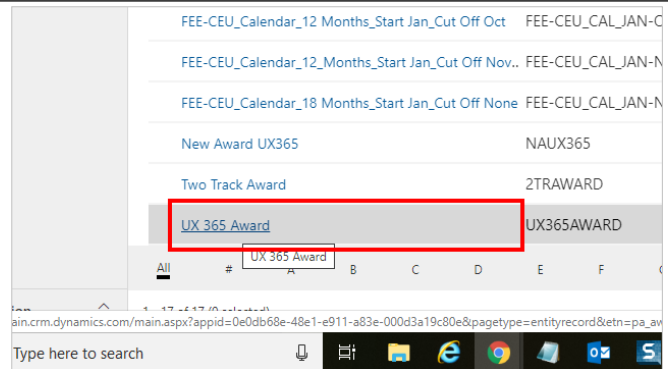 FEE-CEU_Calendar_12 Months_Start Jan_Cut Off Oct FEE-CEU_CAL_JAN-O
FEE-CEU_Calendar_12_Months_Start Jan_Cut Off Nov.. FEE-CEU_CAL_JAN-N
FEE-CEU_Calendar_18 Months_Start Jan_Cut Off None FEE-CEU_CAL_JAN-N
New Award UX365 NAUX365
Two Track Award 2TRAWARD
UX 365 Award UX365AWARD
UX 365 Award
All # A B C D E F
1 - 17 of 17 (0 selected)
ain.crm.dynamics.com/main.aspx?appid=0e0db68e-48e1-e911-a83e-000d3a19c80e&pagetype=entityrecord&etn=pa_aw
Type here to search